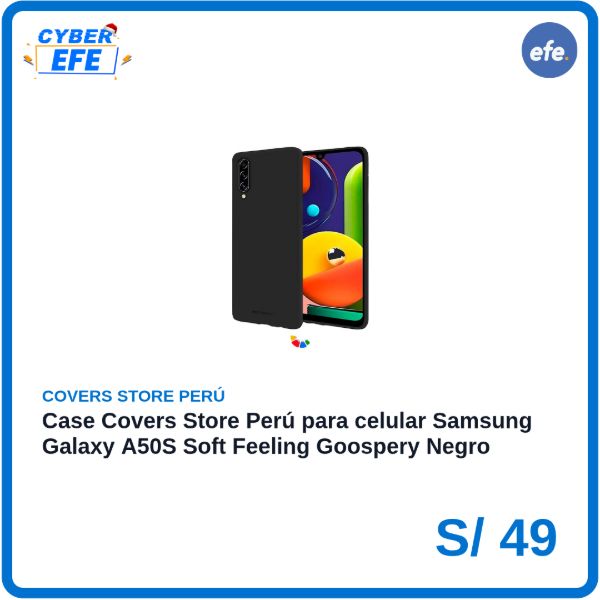 CYBER
EFE
efe.
COVERS STORE PERÚ
Case Covers Store Perú para celular Samsung
Galaxy A50S Soft Feeling Goospery Negro
S/ 49